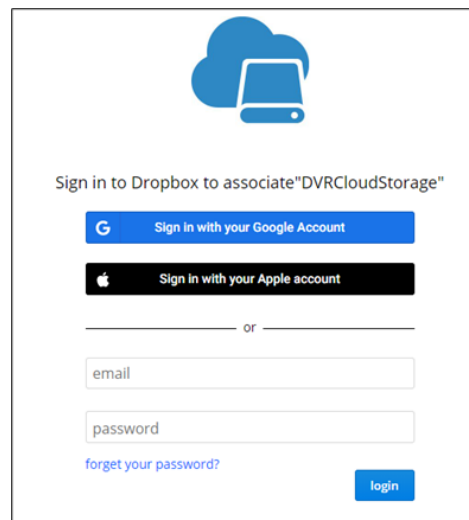 Sign in to Dropbox to associate"DVRCloudStorage"
G Sign in with your Google Account
Sign in with your Apple account
or
email
password
forget your password?
login